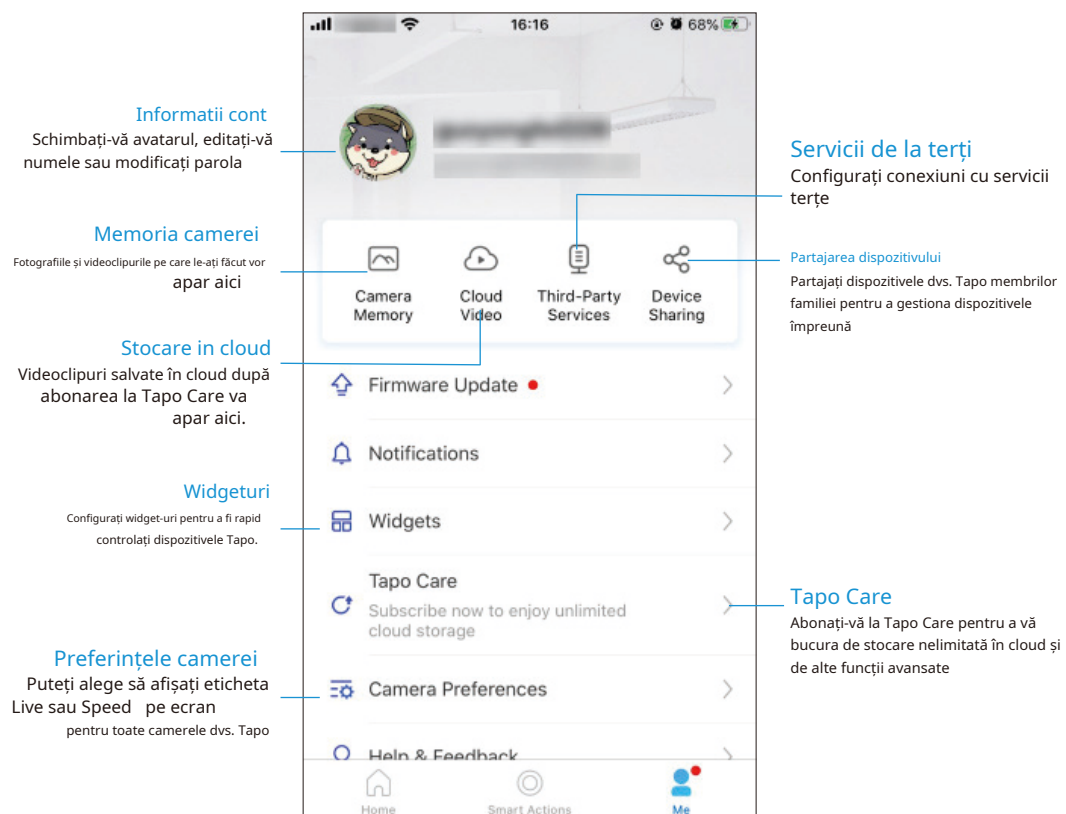 16:16
68%
Informatii cont
Schimbați-vă avatarul, editați-vă
numele sau modificați parola
Memoria camerei
Fotografiile și videoclipurile pe care le-ați făcut vor
apar aici
Stocare in cloud
Videoclipuri salvate în cloud după
abonarea la Tapo Care va
apar aici.
Widgeturi
Configurați widget-uri pentru a fi rapid
controlați dispozitivele Tapo.
Preferințele camerei
Puteți alege să afișați eticheta
Live sau Speed pe ecran
pentru toate camerele dvs. Tapo
Camera
Memory
Cloud
Video
Third-Party
Services
Device
Sharing
Firmware Update
Notifications
Widgets
Tapo Care
Subscribe now to enjoy unlimited
cloud storage
Camera Preferences
Help & Feedback
Home
Smart Actions
Me
Servicii de la terți
Configurați conexiuni cu servicii
terțe
Partajarea dispozitivului
Partajați dispozitivele dvs. Tapo membrilor
familiei pentru a gestiona dispozitivele
împreună
Tapo Care
Abonați-vă la Tapo Care pentru a vă
bucura de stocare nelimitată în cloud și
de alte funcții avansate